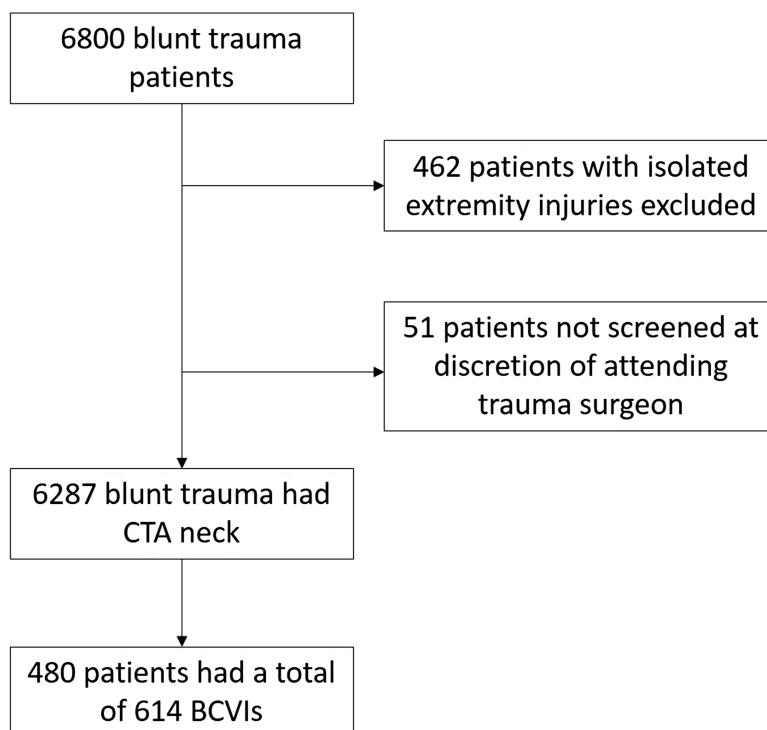 6800 blunt trauma
patients
462 patients with isolated
extremity injuries excluded
51 patients not screened at
discretion of attending
trauma surgeon
6287 blunt trauma had
CTA neck
480 patients had a total
of 614 BCVIs